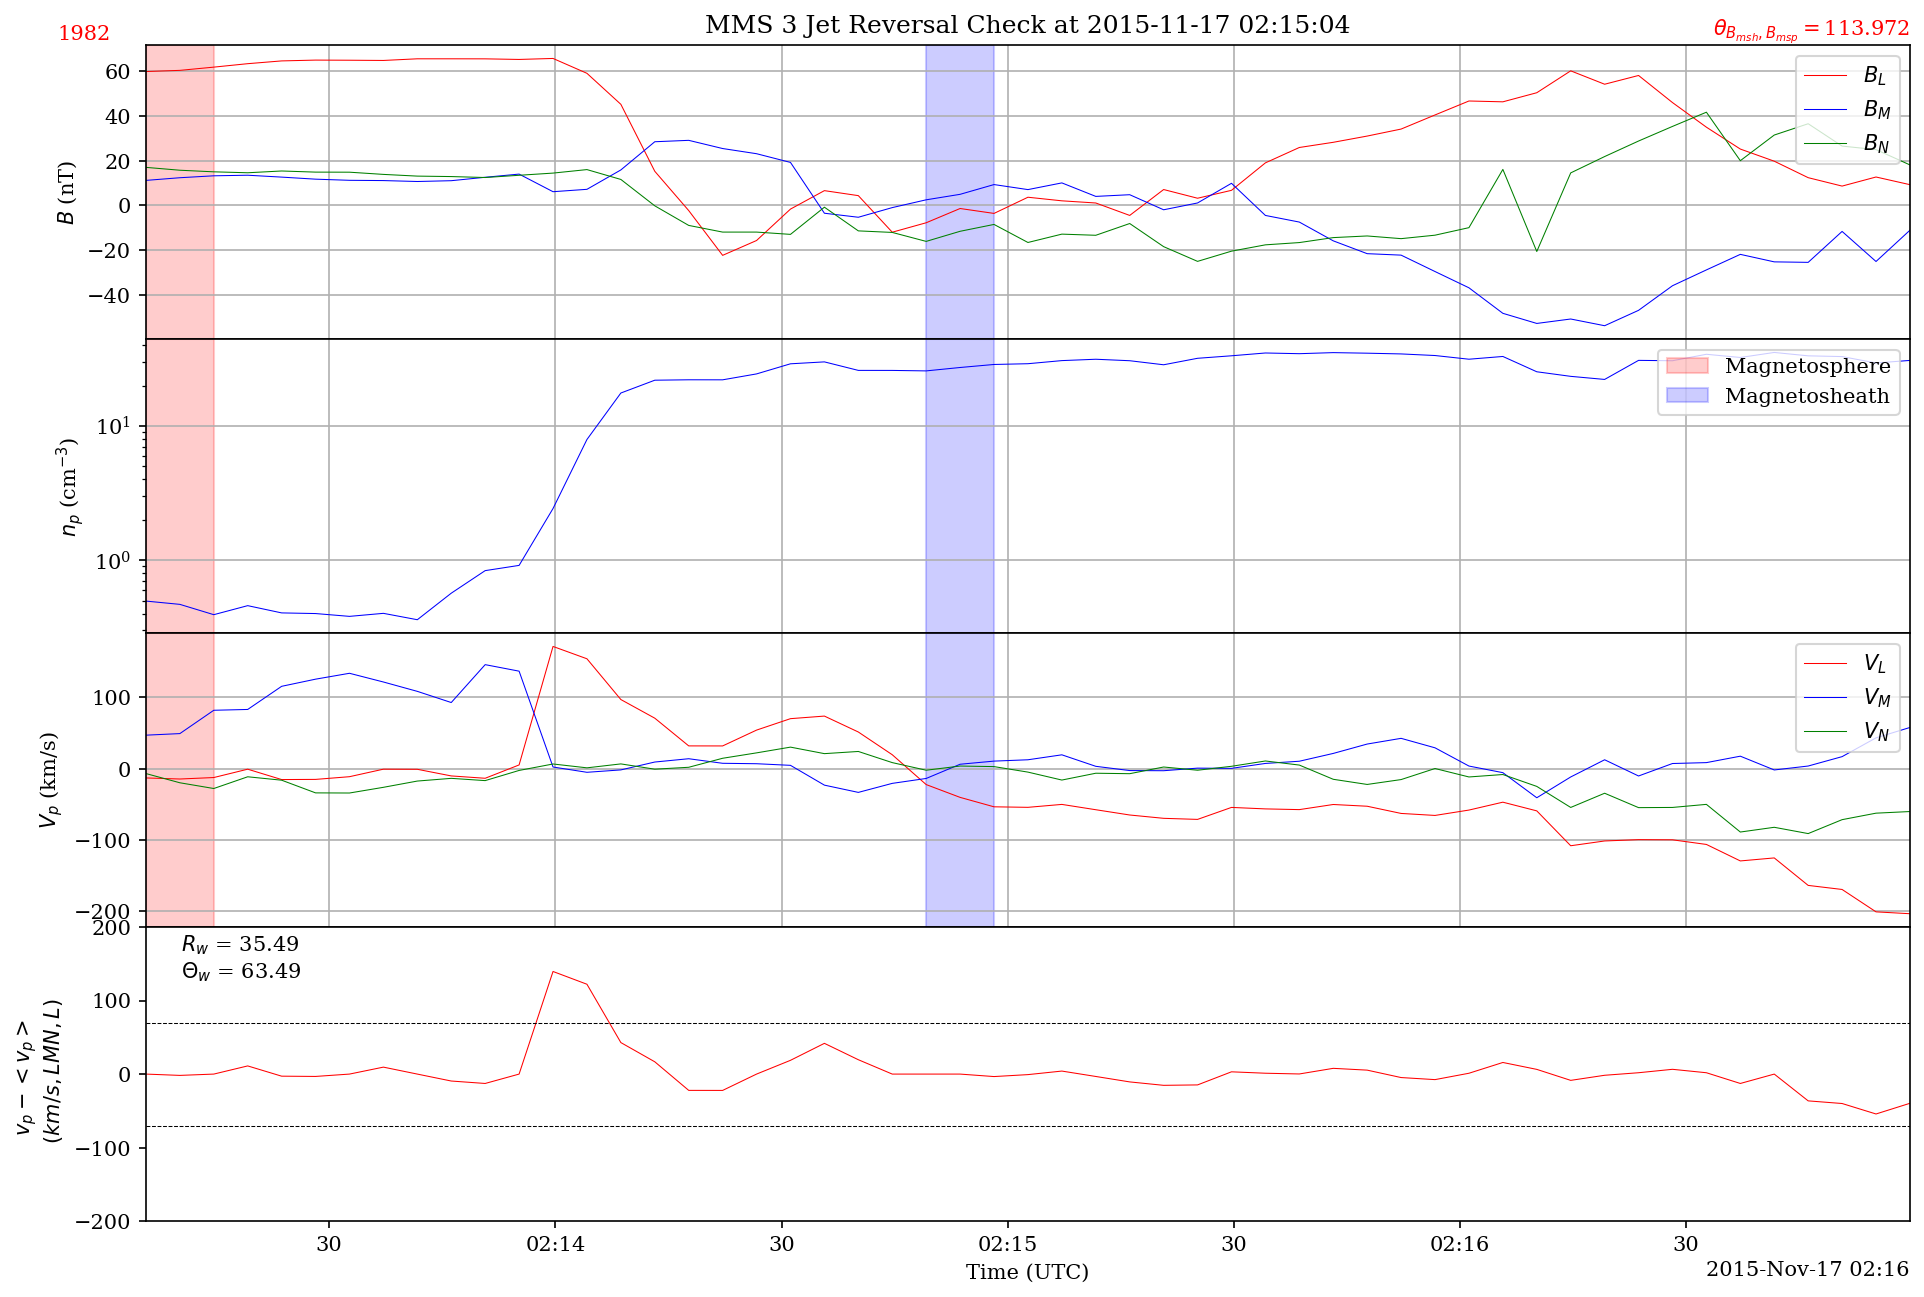 1982
MMS 3 Jet Reversal Check at 2015-11-17 02:15:04
θ_{B_{msh}, B_{msp}} = 113.972
60
40
20
0
−20
−40
B (nT)
B_L
B_M
B_N
10^1
10^0
n_p (cm^{−3})
Magnetosphere
Magnetosheath
100
0
−100
−200
V_p (km/s)
V_L
V_M
V_N
200
100
0
−100
−200
v_p − < v_p >
(km/s, LMN, L)
R_w = 35.49
Θ_w = 63.49
30
02:14
30
02:15
30
02:16
30
Time (UTC)
2015-Nov-17 02:16